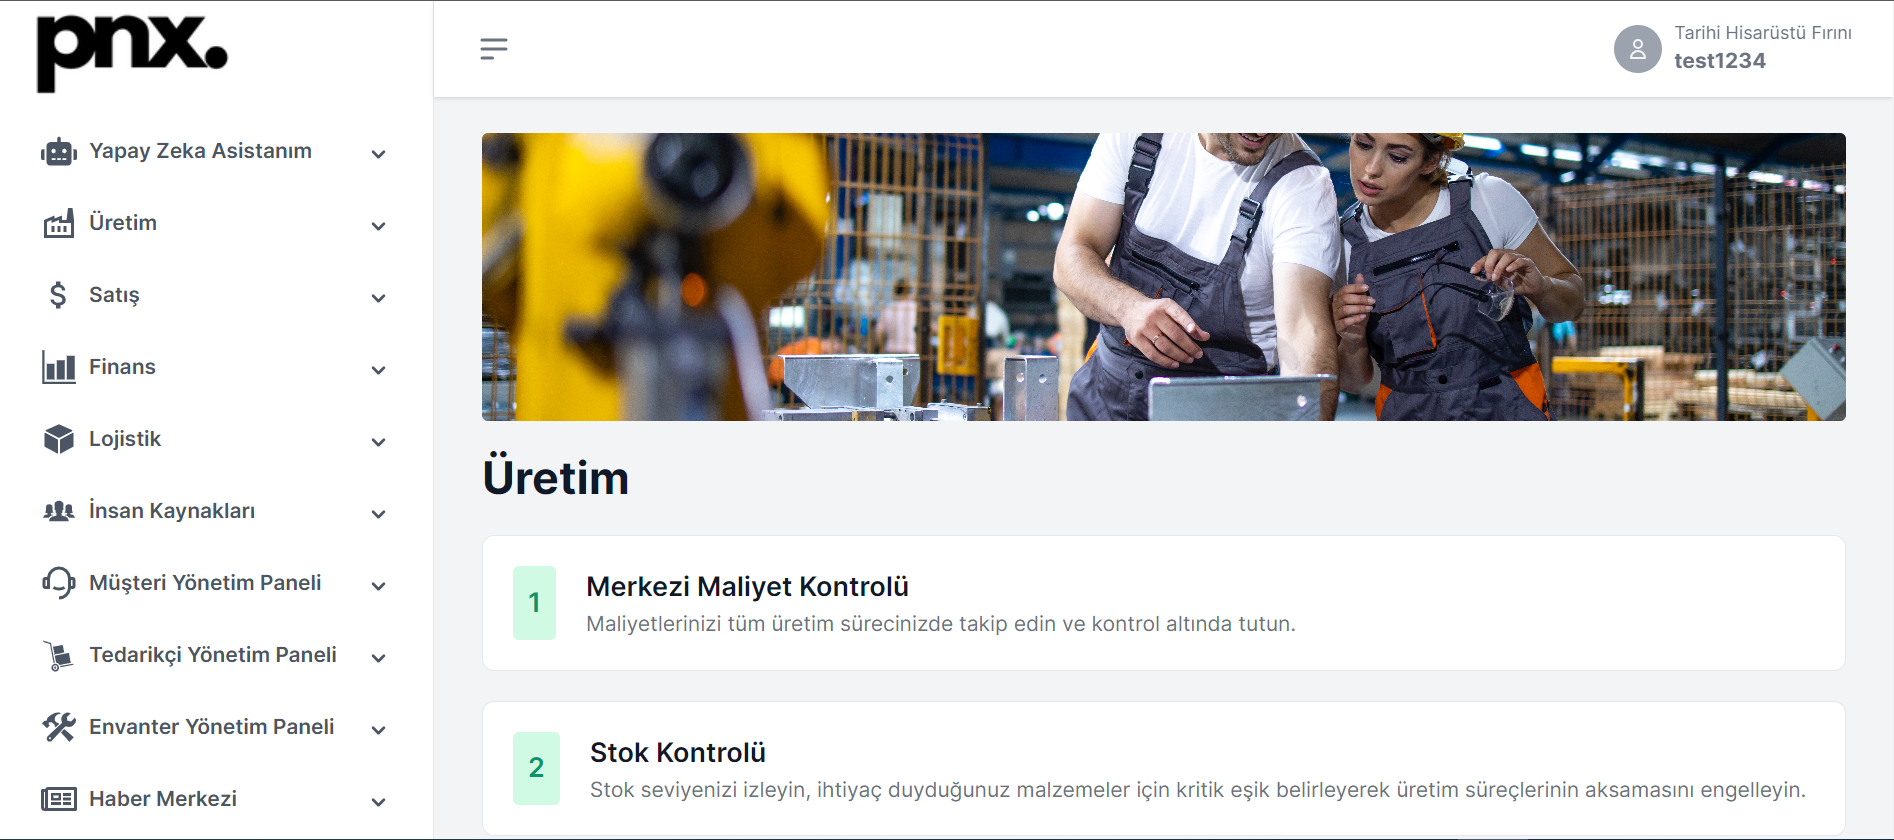 pnx.
Tarihi Hisarüstü Fırını
test1234
Yapay Zeka Asistanım
Üretim
Satış
Finans
Lojistik
İnsan Kaynakları
Müşteri Yönetim Paneli
Tedarikçi Yönetim Paneli
Envanter Yönetim Paneli
Haber Merkezi
Üretim
1
Merkezi Maliyet Kontrolü
Maliyetlerinizi tüm üretim sürecinizde takip edin ve kontrol altında tutun.
2
Stok Kontrolü
Stok seviyenizi izleyin, ihtiyaç duyduğunuz malzemeler için kritik eşik belirleyerek üretim süreçlerinin aksamasını engelleyin.